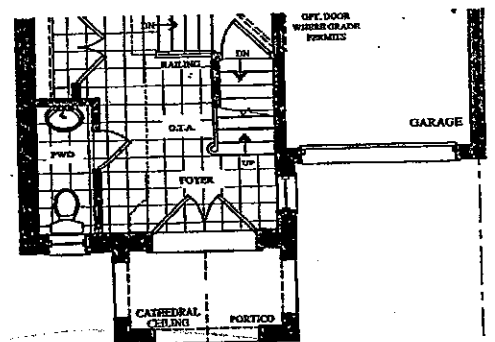 DN
OPT. DOOR
WHERE GRADE
PERMITS
RAILING
DN
O.T.A.
GARAGE
PWD
UP
FOYER
CATHEDRAL
CEILING
PORTICO